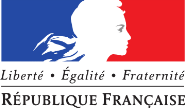 Liberté • Égalité • Fraternité
RÉPUBLIQUE FRANÇAISE